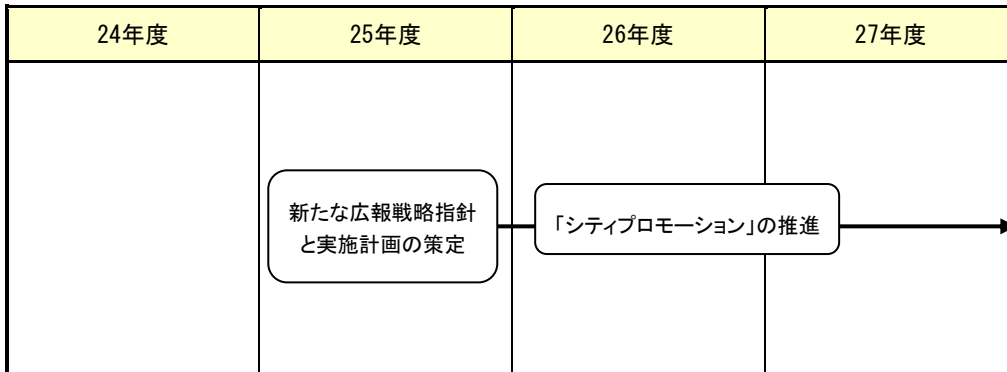 24年度
25年度
26年度
27年度
新たな広報戦略指針
と実施計画の策定
「シティプロモーション」の推進